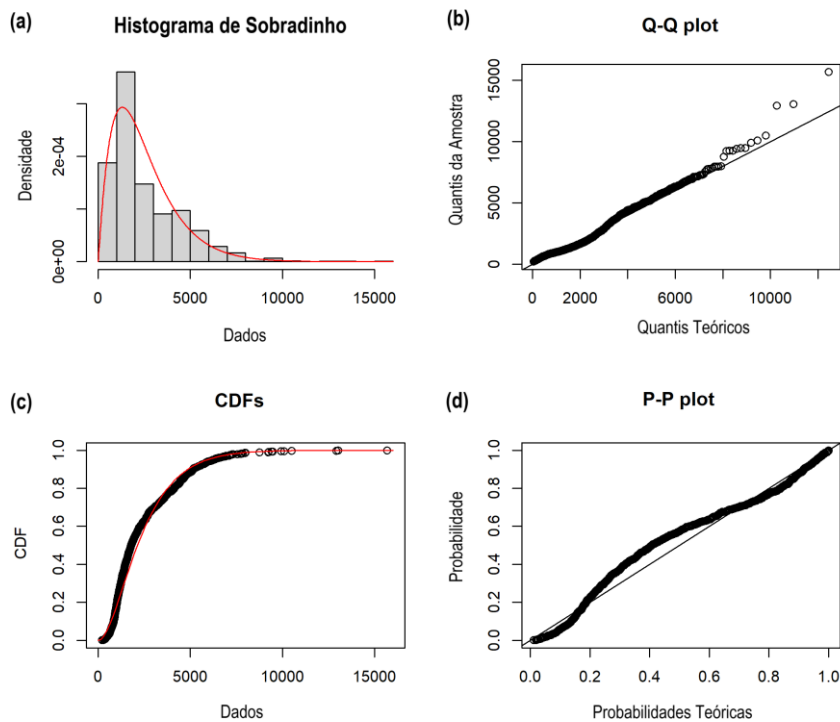 (a)
Histograma de Sobradinho
Densidade
0e+00
2e-04
0
5000
10000
15000
Dados
(b)
Q-Q plot
Quantis da Amostra
0
5000
10000
15000
0
2000
6000
10000
Quantis Teóricos
(c)
CDFs
CDF
0.0
0.2
0.4
0.6
0.8
1.0
0
5000
10000
15000
Dados
(d)
P-P plot
Probabilidade
0.0
0.2
0.4
0.6
0.8
1.0
0.0
0.2
0.4
0.6
0.8
1.0
Probabilidades Teóricas